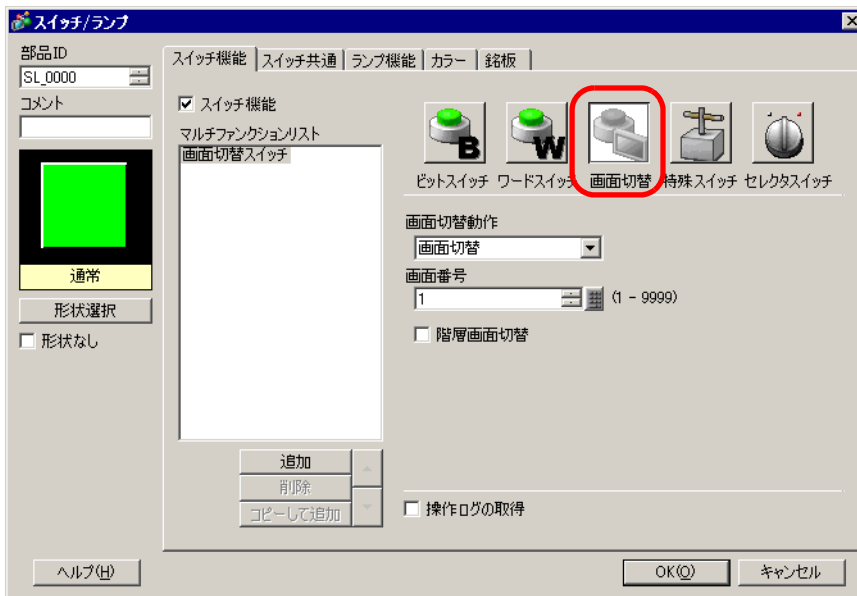 スイッチ/ランプ
部品ID
SL_0000
コメント
通常
形状選択
形状なし
スイッチ機能 スイッチ共通 ランプ機能 カラー 銘板
スイッチ機能
マルチファンクションリスト
画面切替スイッチ
追加
削除
コピーして追加
B W
ビットスイッチ ワードスイッチ 画面切替 特殊スイッチ セレクタスイッチ
画面切替動作
画面切替
画面番号
1 (1 - 9999)
階層画面切替
操作ログの取得
ヘルプ(H) OK(O) キャンセル